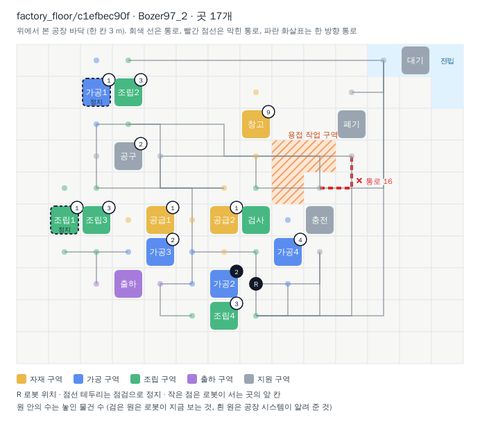 factory_floor/c1efbec90f · Bozer97_2 · 곳 17개
위에서 본 공장 바닥 (한 칸 3 m). 회색 선은 통로, 빨간 점선은 막힌 통로, 파란 화살표는 한 방향 통로
대기
전립
가공1
1
정지
조립2
3
창고
9
폐기
용접 작업 구역
공구
2
통로 16
조립1
1
정지
조립3
3
공급1
1
공급2
1
검사
충전
가공3
2
가공4
4
출하
가공2
2
R
조립4
3
자재 구역
가공 구역
조립 구역
출하 구역
지원 구역
R 로봇 위치 · 점선 테두리는 점검으로 정지 · 작은 점은 로봇이 서는 곳의 앞 칸
원 안의 수는 놓인 물건 수 (검은 원은 로봇이 지금 보는 것, 흰 원은 공장 시스템이 알려 준 것)